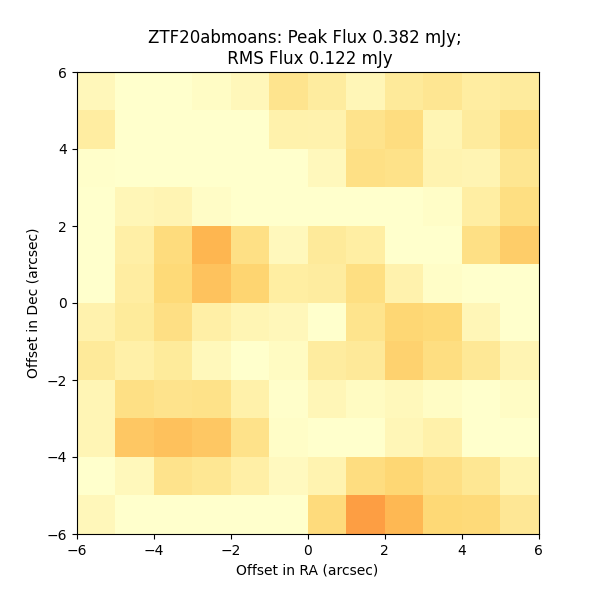 ZTF20abmoans: Peak Flux 0.382 mJy;
RMS Flux 0.122 mJy
6
4
2
0
−2
−4
−6
Offset in Dec (arcsec)
−6 −4 −2 0 2 4 6
Offset in RA (arcsec)